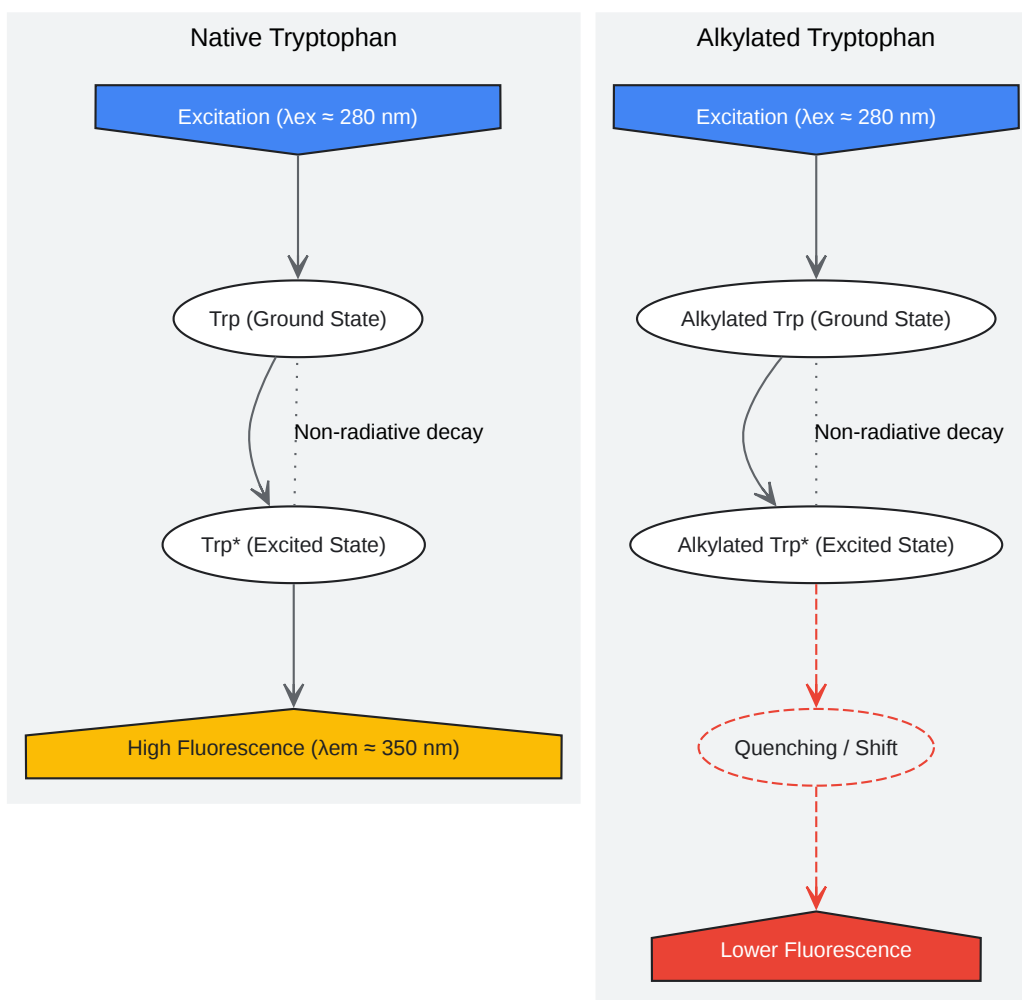 Native Tryptophan
Excitation (λex ≈ 280 nm)
Trp (Ground State)
Non-radiative decay
Trp* (Excited State)
High Fluorescence (λem ≈ 350 nm)
Alkylated Tryptophan
Excitation (λex ≈ 280 nm)
Alkylated Trp (Ground State)
Non-radiative decay
Alkylated Trp* (Excited State)
Quenching / Shift
Lower Fluorescence